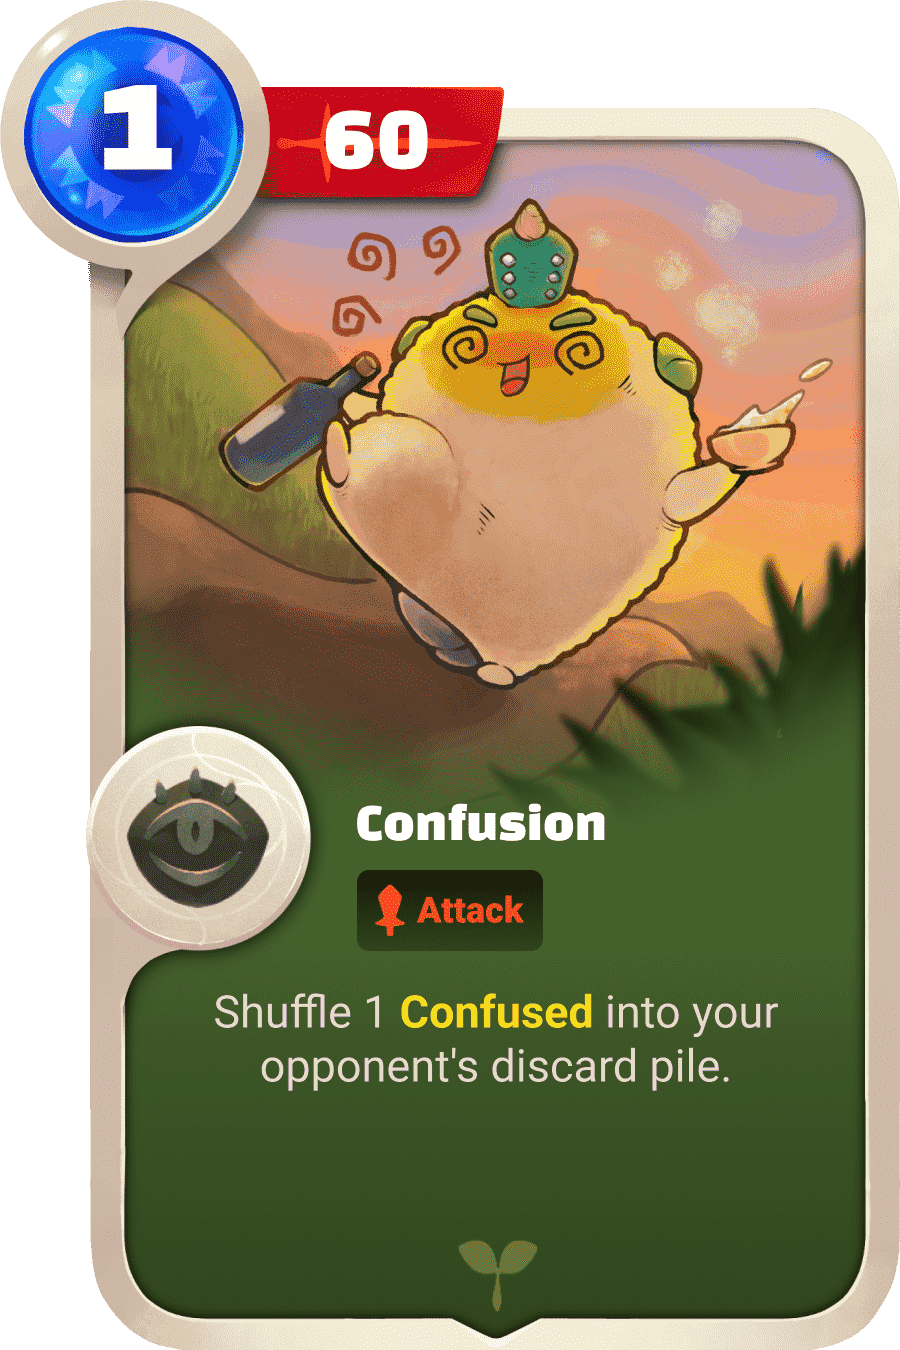 1
60
Confusion
Attack
Shuffle 1 Confused into your
opponent's discard pile.